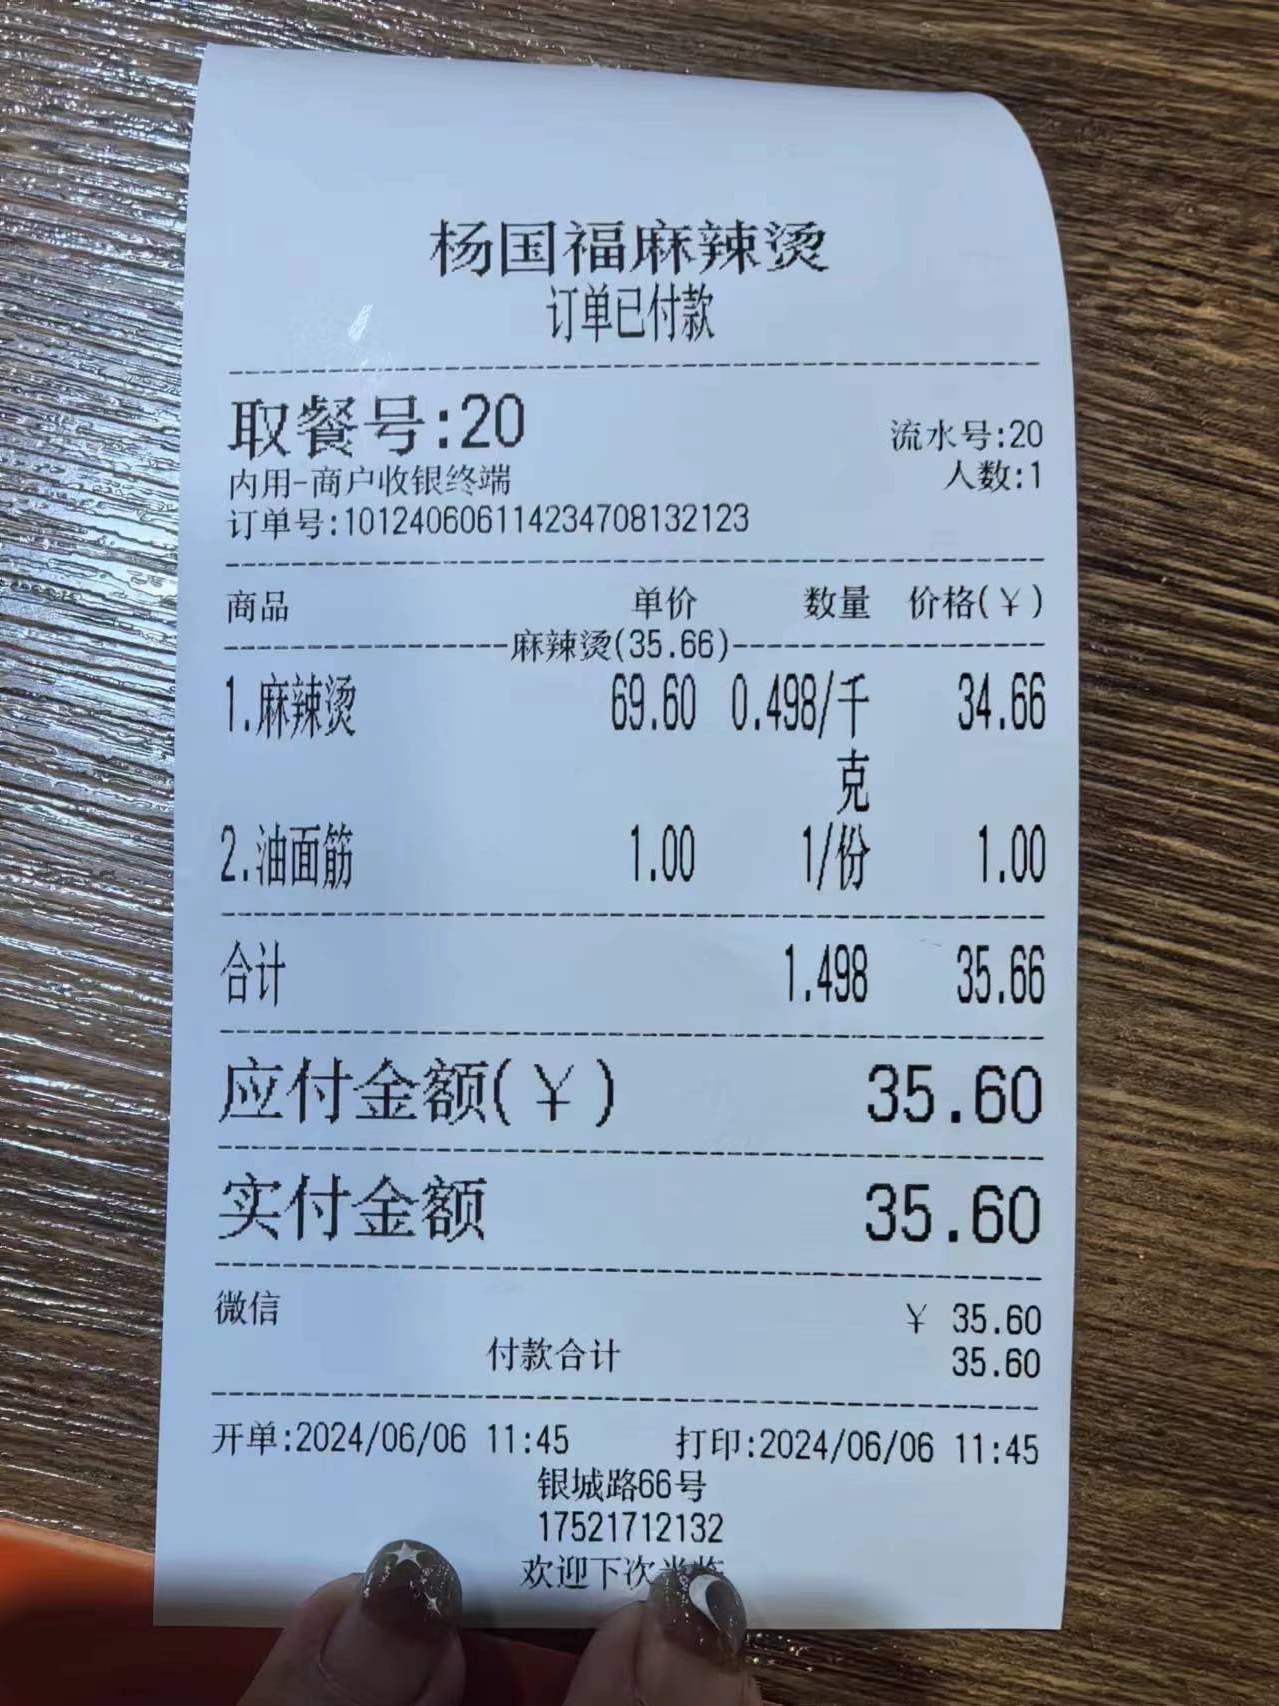 杨国福麻辣烫
订单已付款
取餐号:20
流水号:20
内用-商户收银终端
人数:1
订单号:101240606114234708132123
商品 单价 数量 价格(￥)
麻辣烫(35.66)
1.麻辣烫 69.60 0.498/千克 34.66
2.油面筋 1.00 1/份 1.00
合计 1.498 35.66
应付金额(￥) 35.60
实付金额 35.60
微信 ￥ 35.60
付款合计 35.60
开单:2024/06/06 11:45 打印:2024/06/06 11:45
银城路66号
17521712132
欢迎下次光临